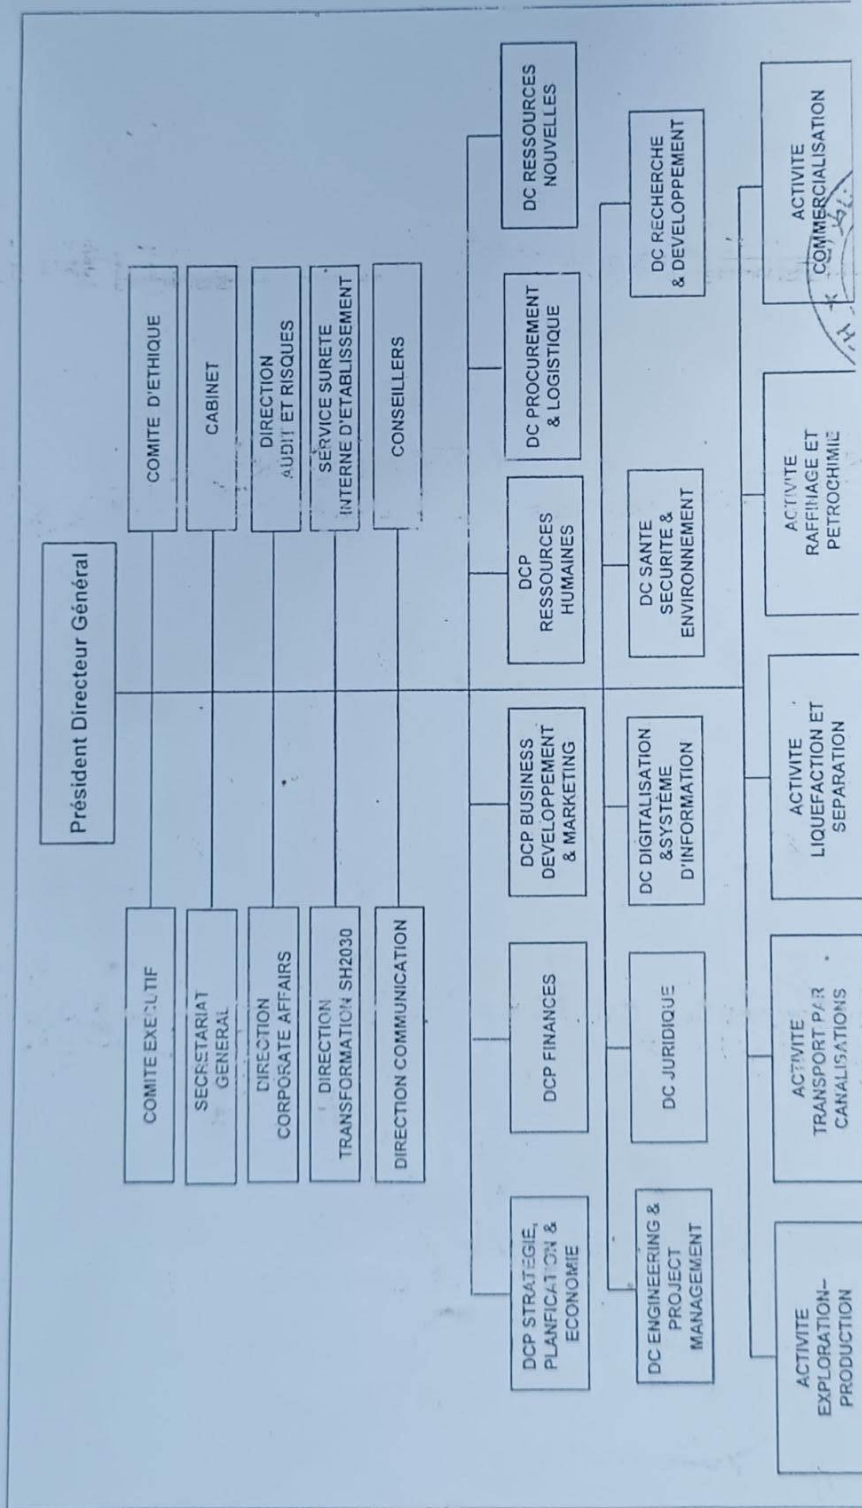 Président Directeur Général
COMITE EXECUTIF
COMITE D'ETHIQUE
SECRETARIAT
GENERAL
CABINET
DIRECTION
CORPORATE AFFAIRS
DIRECTION
AUDIT ET RISQUES
DIRECTION
TRANSFORMATION SH2030
SERVICE SURETE
INTERNE D'ETABLISSEMENT
DIRECTION COMMUNICATION
CONSEILLERS
DCP STRATEGIE,
PLANFICATION &
ECONOMIE
DCP FINANCES
DCP BUSINESS
DEVELOPPEMENT
& MARKETING
DCP
RESSOURCES
HUMAINES
DC PROCUREMENT
& LOGISTIQUE
DC RESSOURCES
NOUVELLES
DC ENGINEERING &
PROJECT
MANAGEMENT
DC JURIDIQUE
DC DIGITALISATION
&SYSTÈME
D'INFORMATION
DC SANTE
SECURITE &
ENVIRONNEMENT
DC RECHERCHE
& DEVELOPPEMENT
ACTIVITE
EXPLORATION–
PRODUCTION
ACTIVITE
TRANSPORT PAR
CANALISATIONS
ACTIVITE
LIQUEFACTION ET
SEPARATION
ACTIVITE
RAFFINAGE ET
PETROCHIMIE
ACTIVITE
COMMERCIALISATION